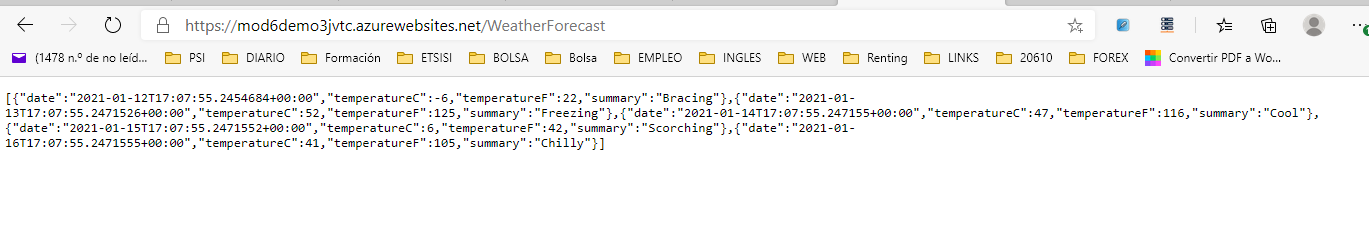 https://mod6demo3jvtc.azurewebsites.net/WeatherForecast
(1478 n.º de no leíd... PSI DIARIO Formación ETSISI BOLSA Bolsa EMPLEO INGLES WEB Renting LINKS 20610 FOREX Convertir PDF a Wo...
[{"date":"2021-01-12T17:07:55.2454684+00:00","temperatureC":-6,"temperatureF":22,"summary":"Bracing"},{"date":"2021-01-
13T17:07:55.2471526+00:00","temperatureC":52,"temperatureF":125,"summary":"Freezing"},{"date":"2021-01-14T17:07:55.247155+00:00","temperatureC":47,"temperatureF":116,"summary":"Cool"},
{"date":"2021-01-15T17:07:55.2471552+00:00","temperatureC":6,"temperatureF":42,"summary":"Scorching"},{"date":"2021-01-
16T17:07:55.2471555+00:00","temperatureC":41,"temperatureF":105,"summary":"Chilly"}]